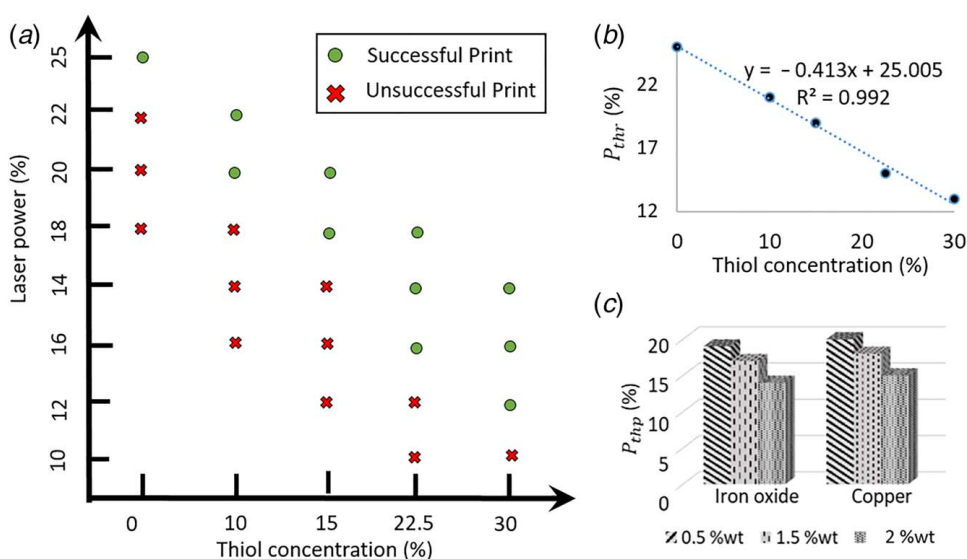 (a)
Successful Print
Unsuccessful Print
Laser power (%)
25
22
20
18
14
16
12
10
0 10 15 22.5 30
Thiol concentration (%)
(b)
y = − 0.413x + 25.005
R² = 0.992
P_thr (%)
22
17
12
0 10 20 30
Thiol concentration (%)
(c)
P_thp (%)
20
15
10
5
0
Iron oxide Copper
0.5 %wt 1.5 %wt 2 %wt